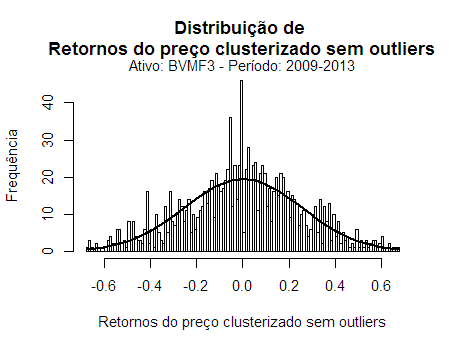 Distribuição de
Retornos do preço clusterizado sem outliers
Ativo: BVMF3 - Período: 2009-2013
Frequência
0
10
20
30
40
-0.6
-0.4
-0.2
0.0
0.2
0.4
0.6
Retornos do preço clusterizado sem outliers